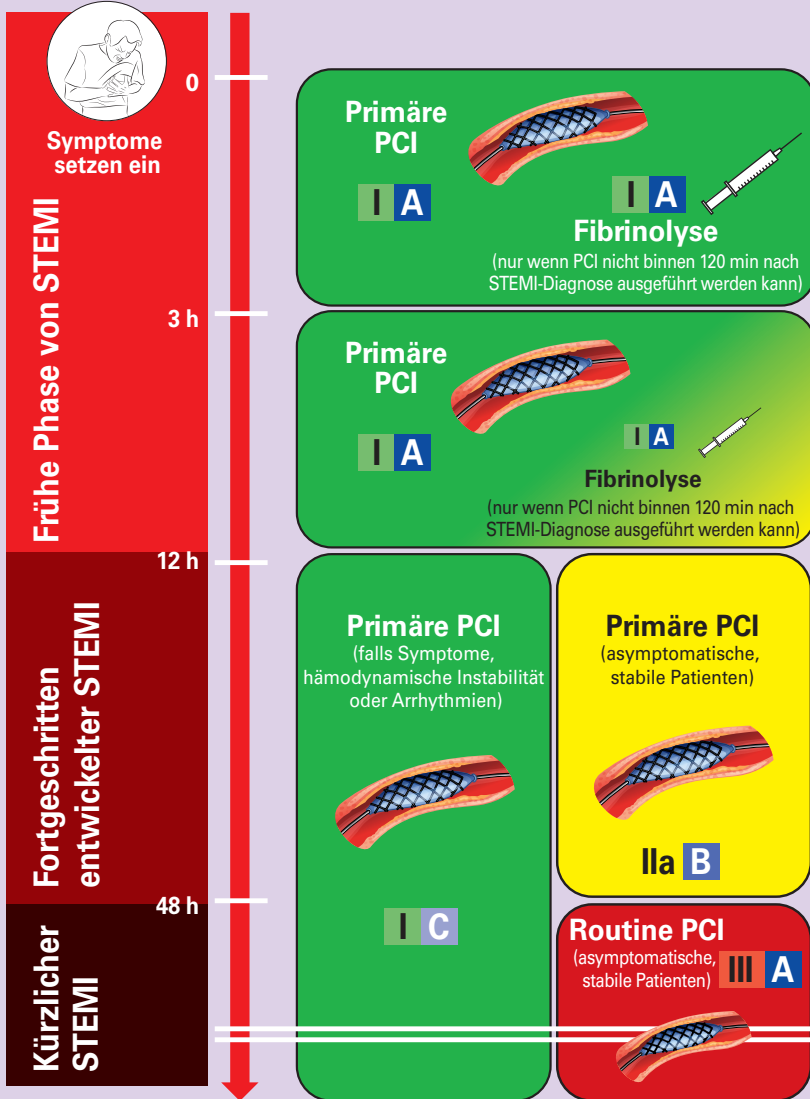 Symptome
setzen ein
0
3 h
12 h
48 h
Frühe Phase von STEMI
Fortgeschritten
entwickelter STEMI
Kürzlicher
STEMI
Primäre
PCI
I A
I A
Fibrinolyse
(nur wenn PCI nicht binnen 120 min nach
STEMI-Diagnose ausgeführt werden kann)
Primäre
PCI
I A
I A
Fibrinolyse
(nur wenn PCI nicht binnen 120 min nach
STEMI-Diagnose ausgeführt werden kann)
Primäre PCI
(falls Symptome,
hämodynamische Instabilität
oder Arrhythmien)
I C
Primäre PCI
(asymptomatische,
stabile Patienten)
IIa B
Routine PCI
(asymptomatische,
stabile Patienten)
III A